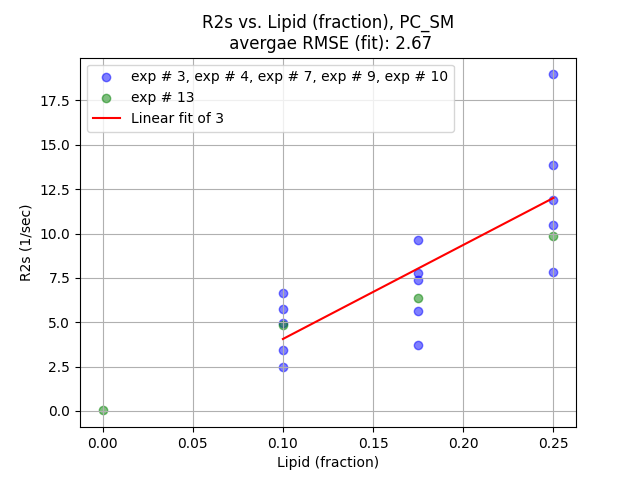 R2s vs. Lipid (fraction), PC_SM
avergae RMSE (fit): 2.67
exp # 3, exp # 4, exp # 7, exp # 9, exp # 10
exp # 13
Linear fit of 3
17.5
15.0
12.5
10.0
7.5
5.0
2.5
0.0
R2s (1/sec)
0.00 0.05 0.10 0.15 0.20 0.25
Lipid (fraction)